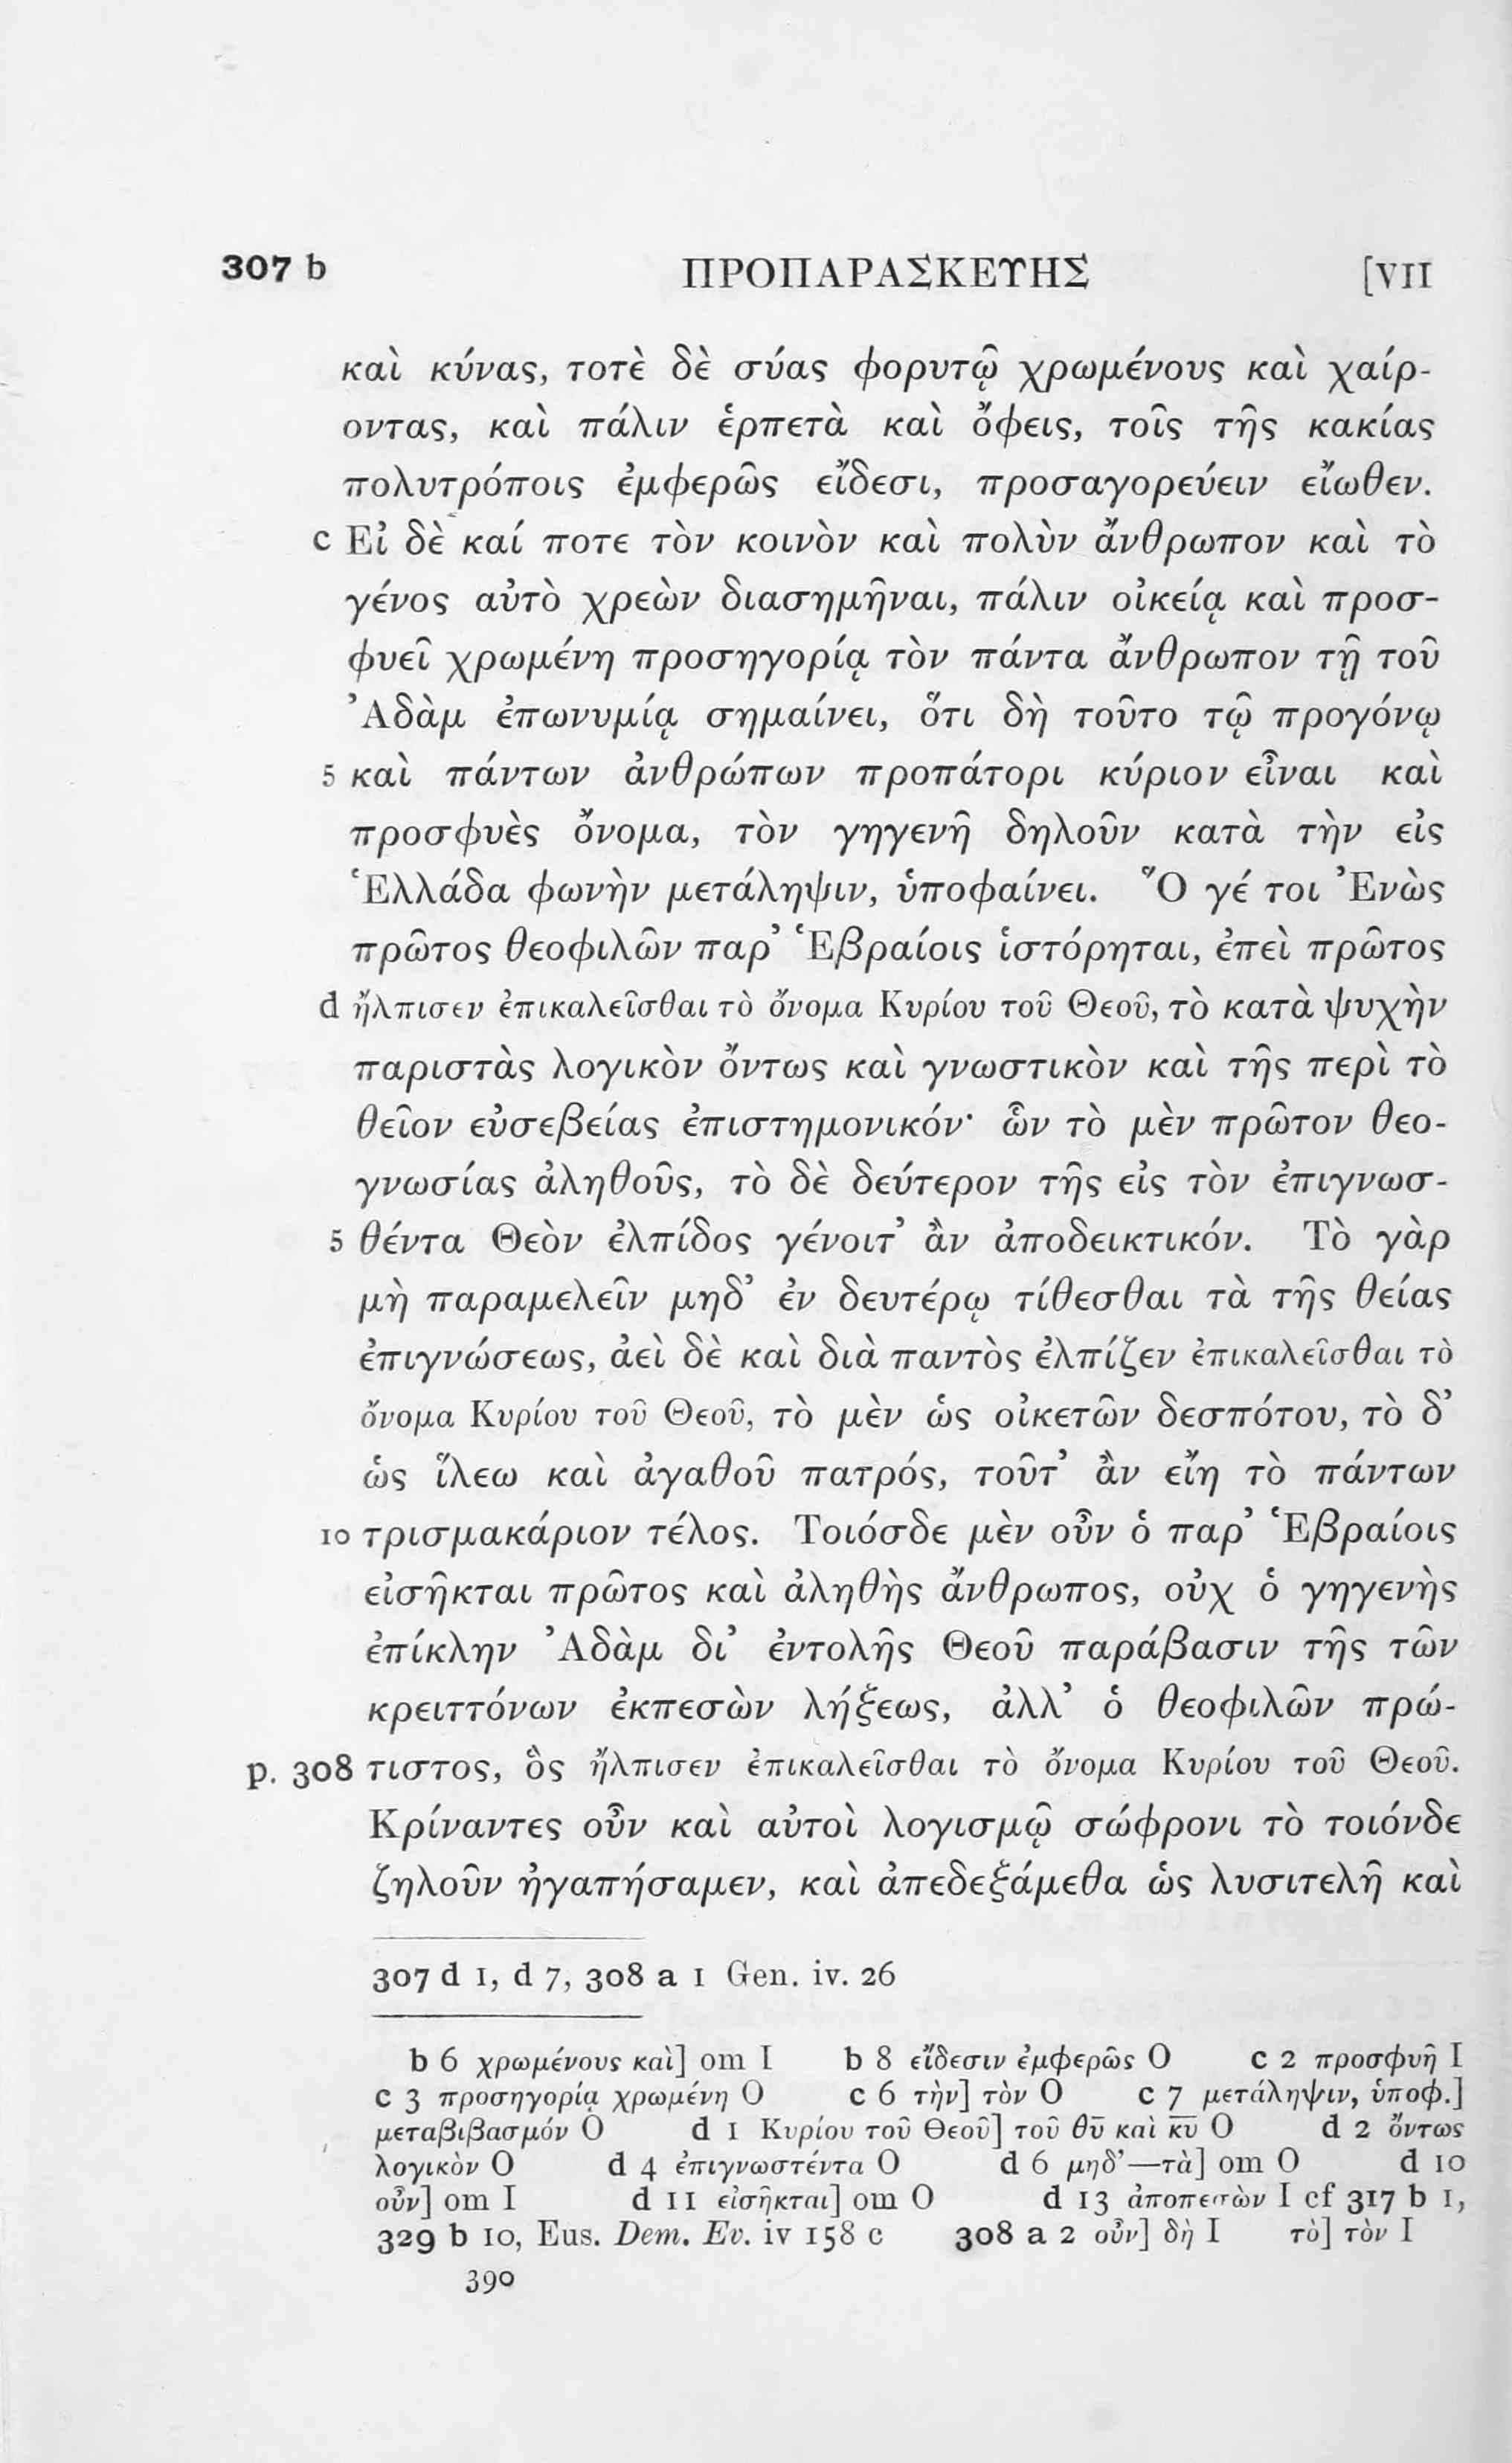 307 b ΠΡΟΠΑΡΑΣΚΕΥΗΣ [VII
καὶ κύνας, τοτὲ δὲ σύας φορυτῷ χρωμένους καὶ χαίρ-
οντας, καὶ πάλιν ἑρπετὰ καὶ ὄφεις, τοῖς τῆς κακίας
πολυτρόποις ἐμφερῶς εἴδεσι, προσαγορεύειν εἴωθεν.
c Εἰ δὲ καί ποτε τὸν κοινὸν καὶ πολὺν ἄνθρωπον καὶ τὸ
γένος αὐτὸ χρεὼν διασημῆναι, πάλιν οἰκείᾳ καὶ προσ-
φυεῖ χρωμένη προσηγορίᾳ τὸν πάντα ἄνθρωπον τῇ τοῦ
Ἀδὰμ ἐπωνυμίᾳ σημαίνει, ὅτι δὴ τοῦτο τῷ προγόνῳ
5 καὶ πάντων ἀνθρώπων προπάτορι κύριον εἶναι καὶ
προσφυὲς ὄνομα, τὸν γηγενῆ δηλοῦν κατὰ τὴν εἰς
Ἑλλάδα φωνὴν μετάληψιν, ὑποφαίνει. Ὅ γέ τοι Ἐνὼς
πρῶτος θεοφιλῶν παρ’ Ἑβραίοις ἱστόρηται, ἐπεὶ πρῶτος
d ἤλπισεν ἐπικαλεῖσθαι τὸ ὄνομα Κυρίου τοῦ Θεοῦ, τὸ κατὰ ψυχὴν
παριστὰς λογικὸν ὄντως καὶ γνωστικὸν καὶ τῆς περὶ τὸ
θεῖον εὐσεβείας ἐπιστημονικόν· ὧν τὸ μὲν πρῶτον θεο-
γνωσίας ἀληθοῦς, τὸ δὲ δεύτερον τῆς εἰς τὸν ἐπιγνωσ-
5 θέντα Θεὸν ἐλπίδος γένοιτ’ ἂν ἀποδεικτικόν. Τὸ γὰρ
μὴ παραμελεῖν μηδ’ ἐν δευτέρῳ τίθεσθαι τὰ τῆς θείας
ἐπιγνώσεως, ἀεὶ δὲ καὶ διὰ παντὸς ἐλπίζεν ἐπικαλεῖσθαι τὸ
ὄνομα Κυρίου τοῦ Θεοῦ, τὸ μὲν ὡς οἰκετῶν δεσπότου, τὸ δ’
ὡς ἵλεω καὶ ἀγαθοῦ πατρός, τοῦτ’ ἂν εἴη τὸ πάντων
10 τρισμακάριον τέλος. Τοιόσδε μὲν οὖν ὁ παρ’ Ἑβραίοις
εἰσῆκται πρῶτος καὶ ἀληθὴς ἄνθρωπος, οὐχ ὁ γηγενὴς
ἐπίκλην Ἀδὰμ δι’ ἐντολῆς Θεοῦ παράβασιν τῆς τῶν
κρειττόνων ἐκπεσὼν λήξεως, ἀλλ’ ὁ θεοφιλῶν πρώ-
p. 308 τιστος, ὃς ἤλπισεν ἐπικαλεῖσθαι τὸ ὄνομα Κυρίου τοῦ Θεοῦ.
Κρίναντες οὖν καὶ αὐτοὶ λογισμῷ σώφρονι τὸ τοιόνδε
ζηλοῦν ἠγαπήσαμεν, καὶ ἀπεδεξάμεθα ὡς λυσιτελῆ καὶ
307 d 1, d 7, 308 a 1 Gen. iv. 26
b 6 χρωμένους καὶ] om I b 8 εἴδεσιν ἐμφερῶς O c 2 προσφυῆ I
c 3 προσηγορίᾳ χρωμένη O c 6 τὴν] τὸν O c 7 μετάληψιν, ὑποφ.]
μεταβιβασμόν O d 1 Κυρίου τοῦ Θεοῦ] τοῦ θῡ καὶ κῡ O d 2 ὄντως
λογικὸν O d 4 ἐπιγνωστέντα O d 6 μηδ’—τὰ] om O d 10
οὖν] om I d 11 εἰσῆκται] om O d 13 ἀποπεσὼν I cf 317 b 1,
329 b 10, Eus. Dem. Ev. iv 158 c 308 a 2 οὖν] δὴ I τὸ] τὸν I
390